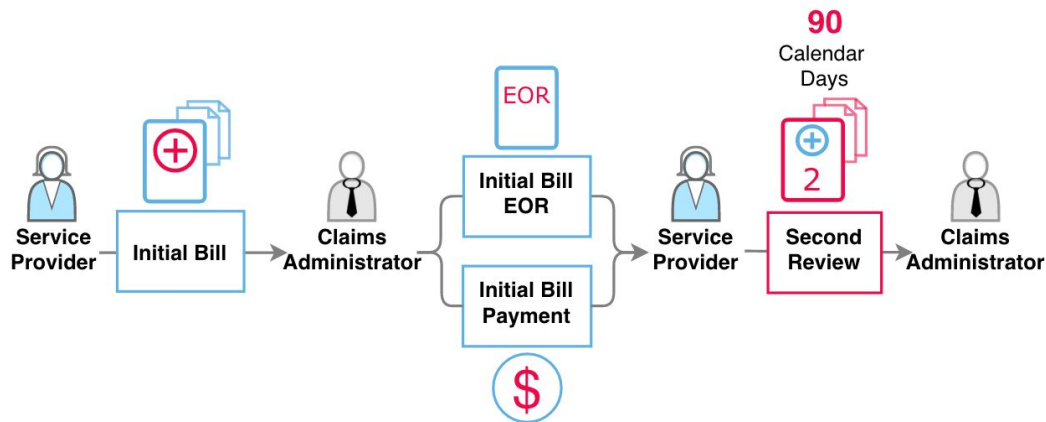 90
Calendar
Days
EOR
2
Service
Provider
Initial Bill
Claims
Administrator
Initial Bill
EOR
Initial Bill
Payment
$
Service
Provider
Second
Review
Claims
Administrator